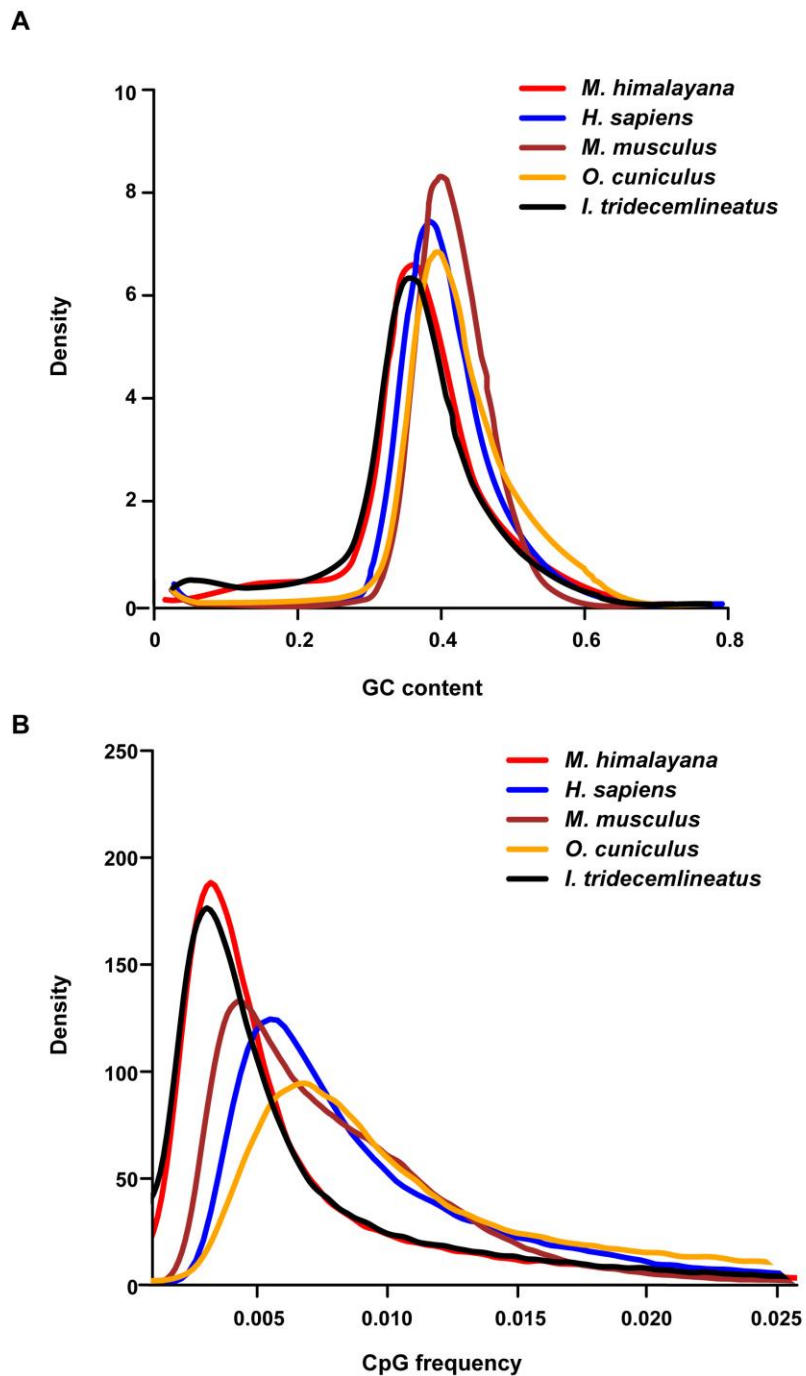 A
10
8
6
4
2
0
Density
0 0.2 0.4 0.6 0.8
GC content
M. himalayana
H. sapiens
M. musculus
O. cuniculus
I. tridecemlineatus
B
250
200
150
100
50
0
Density
0.005 0.010 0.015 0.020 0.025
CpG frequency
M. himalayana
H. sapiens
M. musculus
O. cuniculus
I. tridecemlineatus